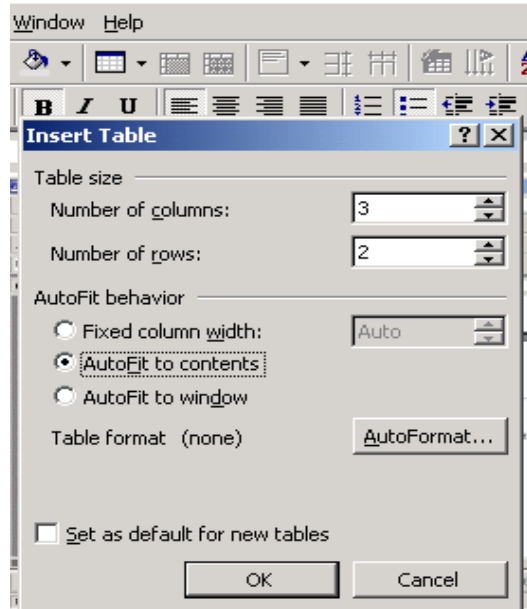 Window Help
B I U
Insert Table
Table size
Number of columns: 3
Number of rows: 2
AutoFit behavior
Fixed column width: Auto
AutoFit to contents
AutoFit to window
Table format (none) AutoFormat...
Set as default for new tables
OK Cancel